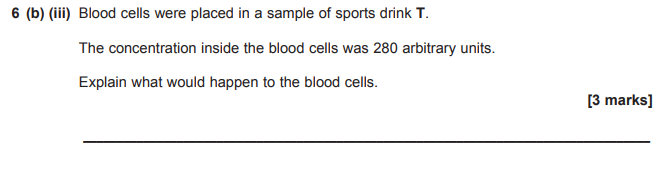 6 (b) (iii) Blood cells were placed in a sample of sports drink T.
The concentration inside the blood cells was 280 arbitrary units.
Explain what would happen to the blood cells.
[3 marks]